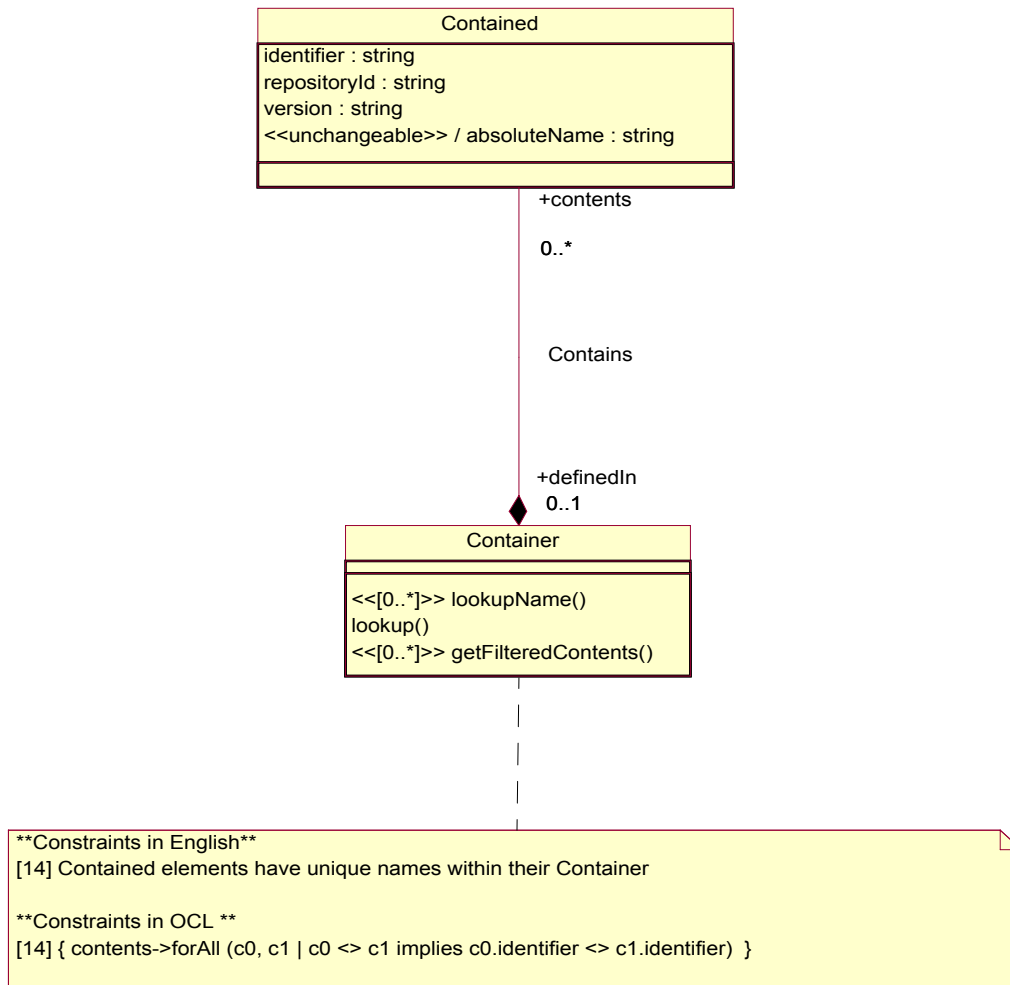 Contained
identifier : string
repositoryId : string
version : string
<<unchangeable>> / absoluteName : string
+contents
0..*
Contains
+definedIn
0..1
Container
<<[0..*]>> lookupName()
lookup()
<<[0..*]>> getFilteredContents()
**Constraints in English**
[14] Contained elements have unique names within their Container
**Constraints in OCL **
[14] { contents->forAll (c0, c1 | c0 <> c1 implies c0.identifier <> c1.identifier)  }